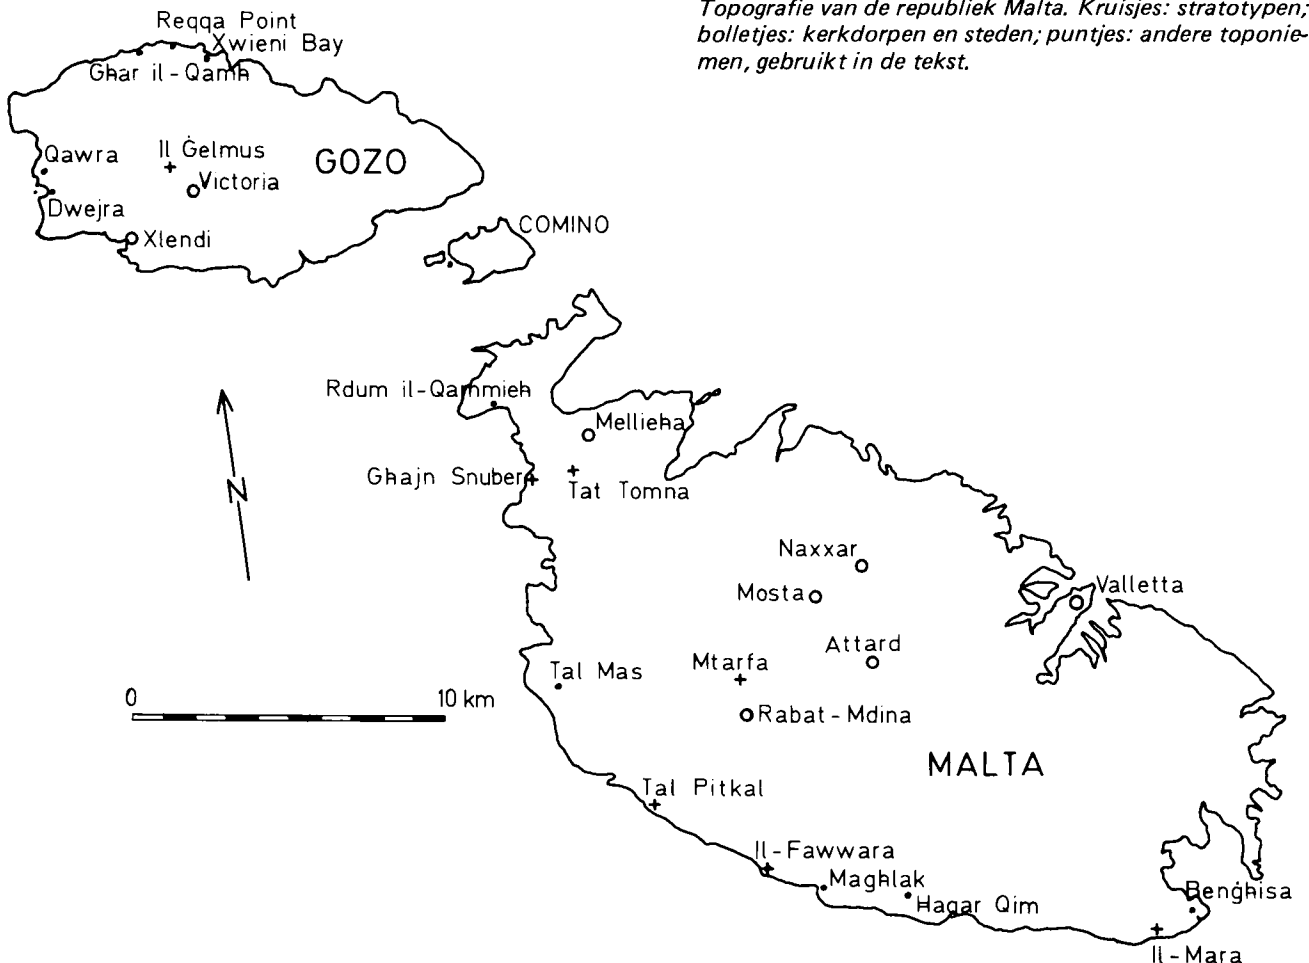 Topografie van de republiek Malta. Kruisjes: stratotypen;
bolletjes: kerkdorpen en steden; puntjes: andere toponie-
men, gebruikt in de tekst.
Reqqa Point
Xwieni Bay
Għar il-Qamħ
Qawra
Il Ġelmus
GOZO
Victoria
Dwejra
Xlendi
COMINO
Rdum il-Qammieħ
Mellieħa
Għajn Snuber
Tat Tomna
N
Naxxar
Mosta
Valletta
Attard
Mtarfa
Tal Mas
0 10 km
Rabat-Mdina
MALTA
Tal Pitkal
Il-Fawwara
Magħlak
Ħagar Qim
Benġħisa
Il-Mara